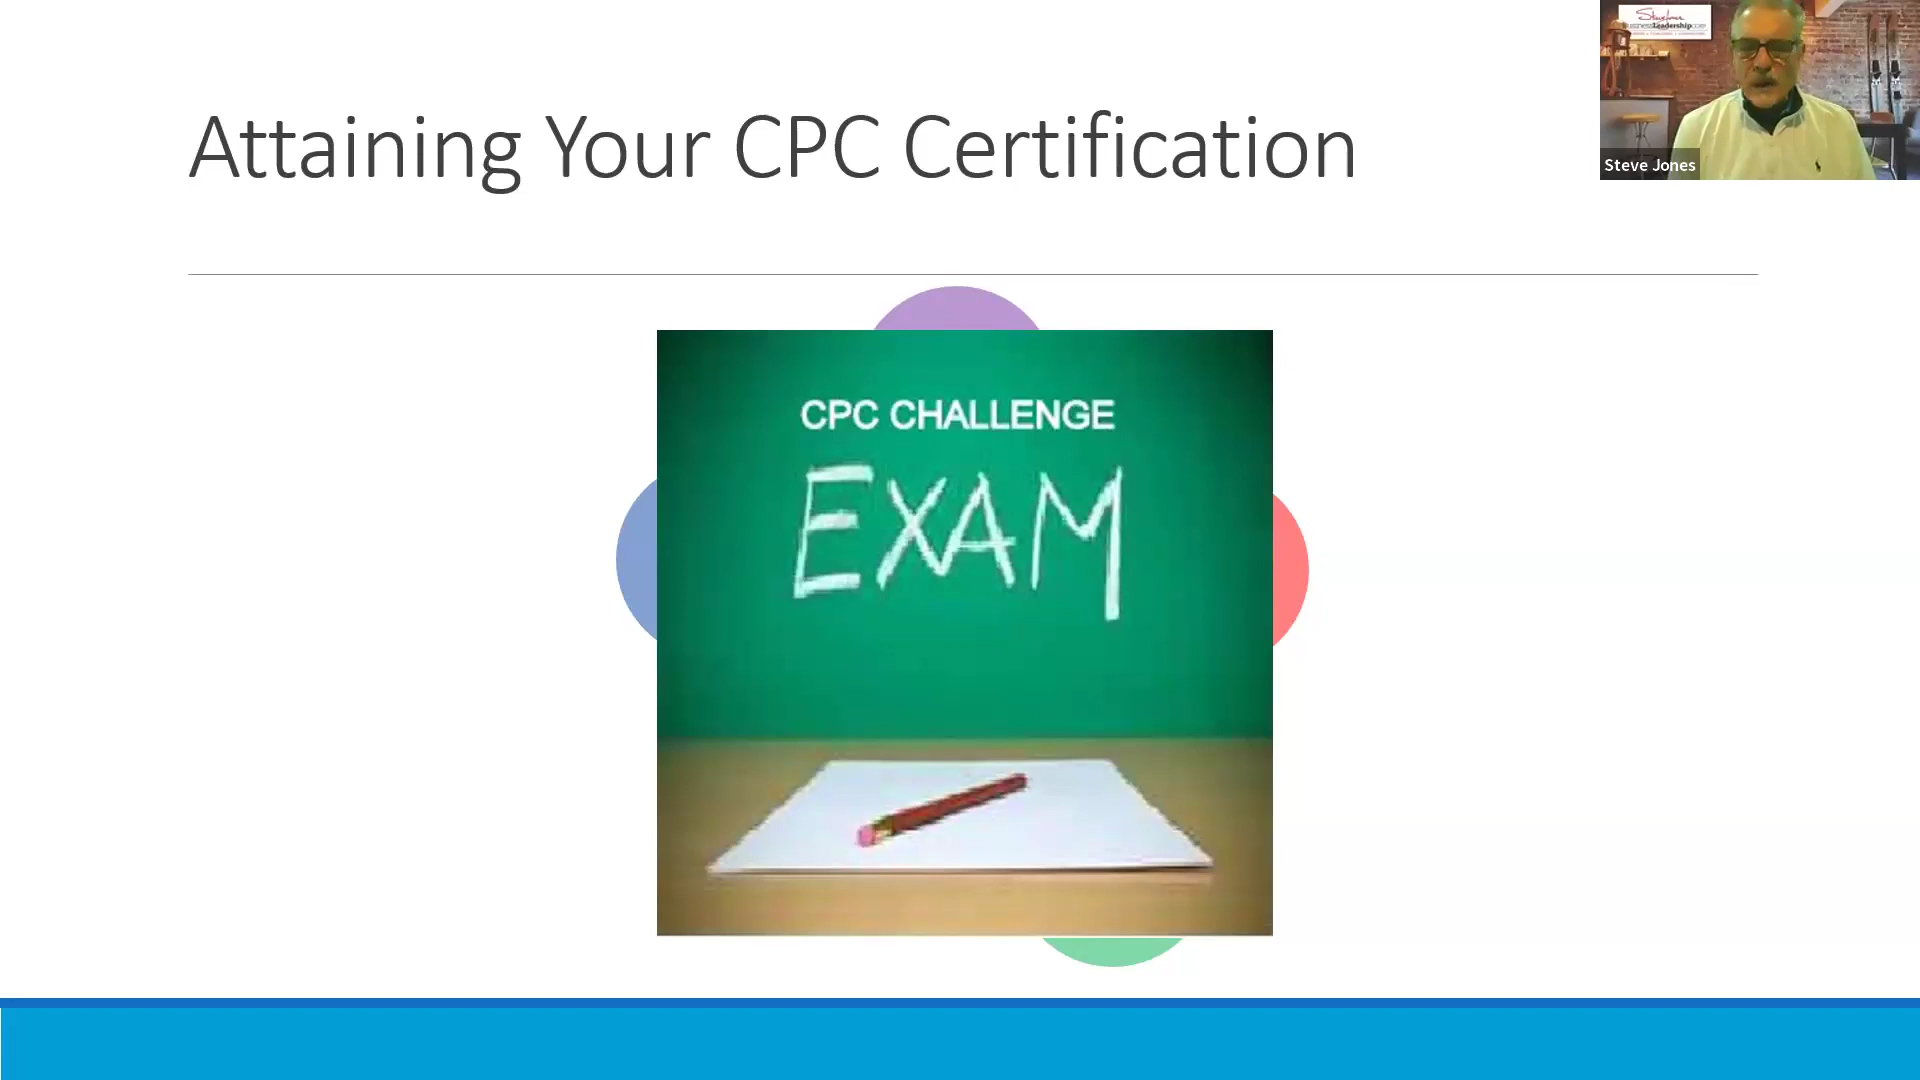 Attaining Your CPC Certification
Steve Jones
CPC CHALLENGE
EXAM